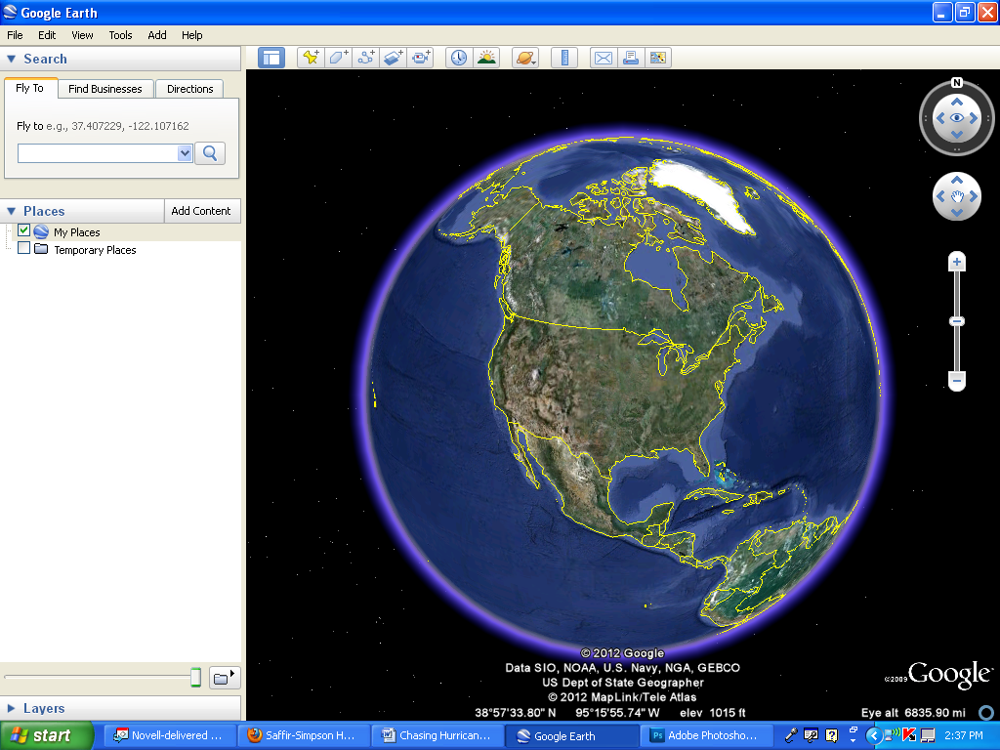 Google Earth
File Edit View Tools Add Help
Search
Fly To Find Businesses Directions
Fly to e.g., 37.407229, -122.107162
Places Add Content
My Places
Temporary Places
Layers
N
© 2012 Google
Data SIO, NOAA, U.S. Navy, NGA, GEBCO
US Dept of State Geographer
© 2012 MapLink/Tele Atlas
©2009 Google
38°57'33.80" N 95°15'55.74" W elev 1015 ft Eye alt 6835.90 mi
start Novell-delivered ... Saffir-Simpson H... Chasing Hurrican... Google Earth Ps Adobe Photosho... 2:37 PM